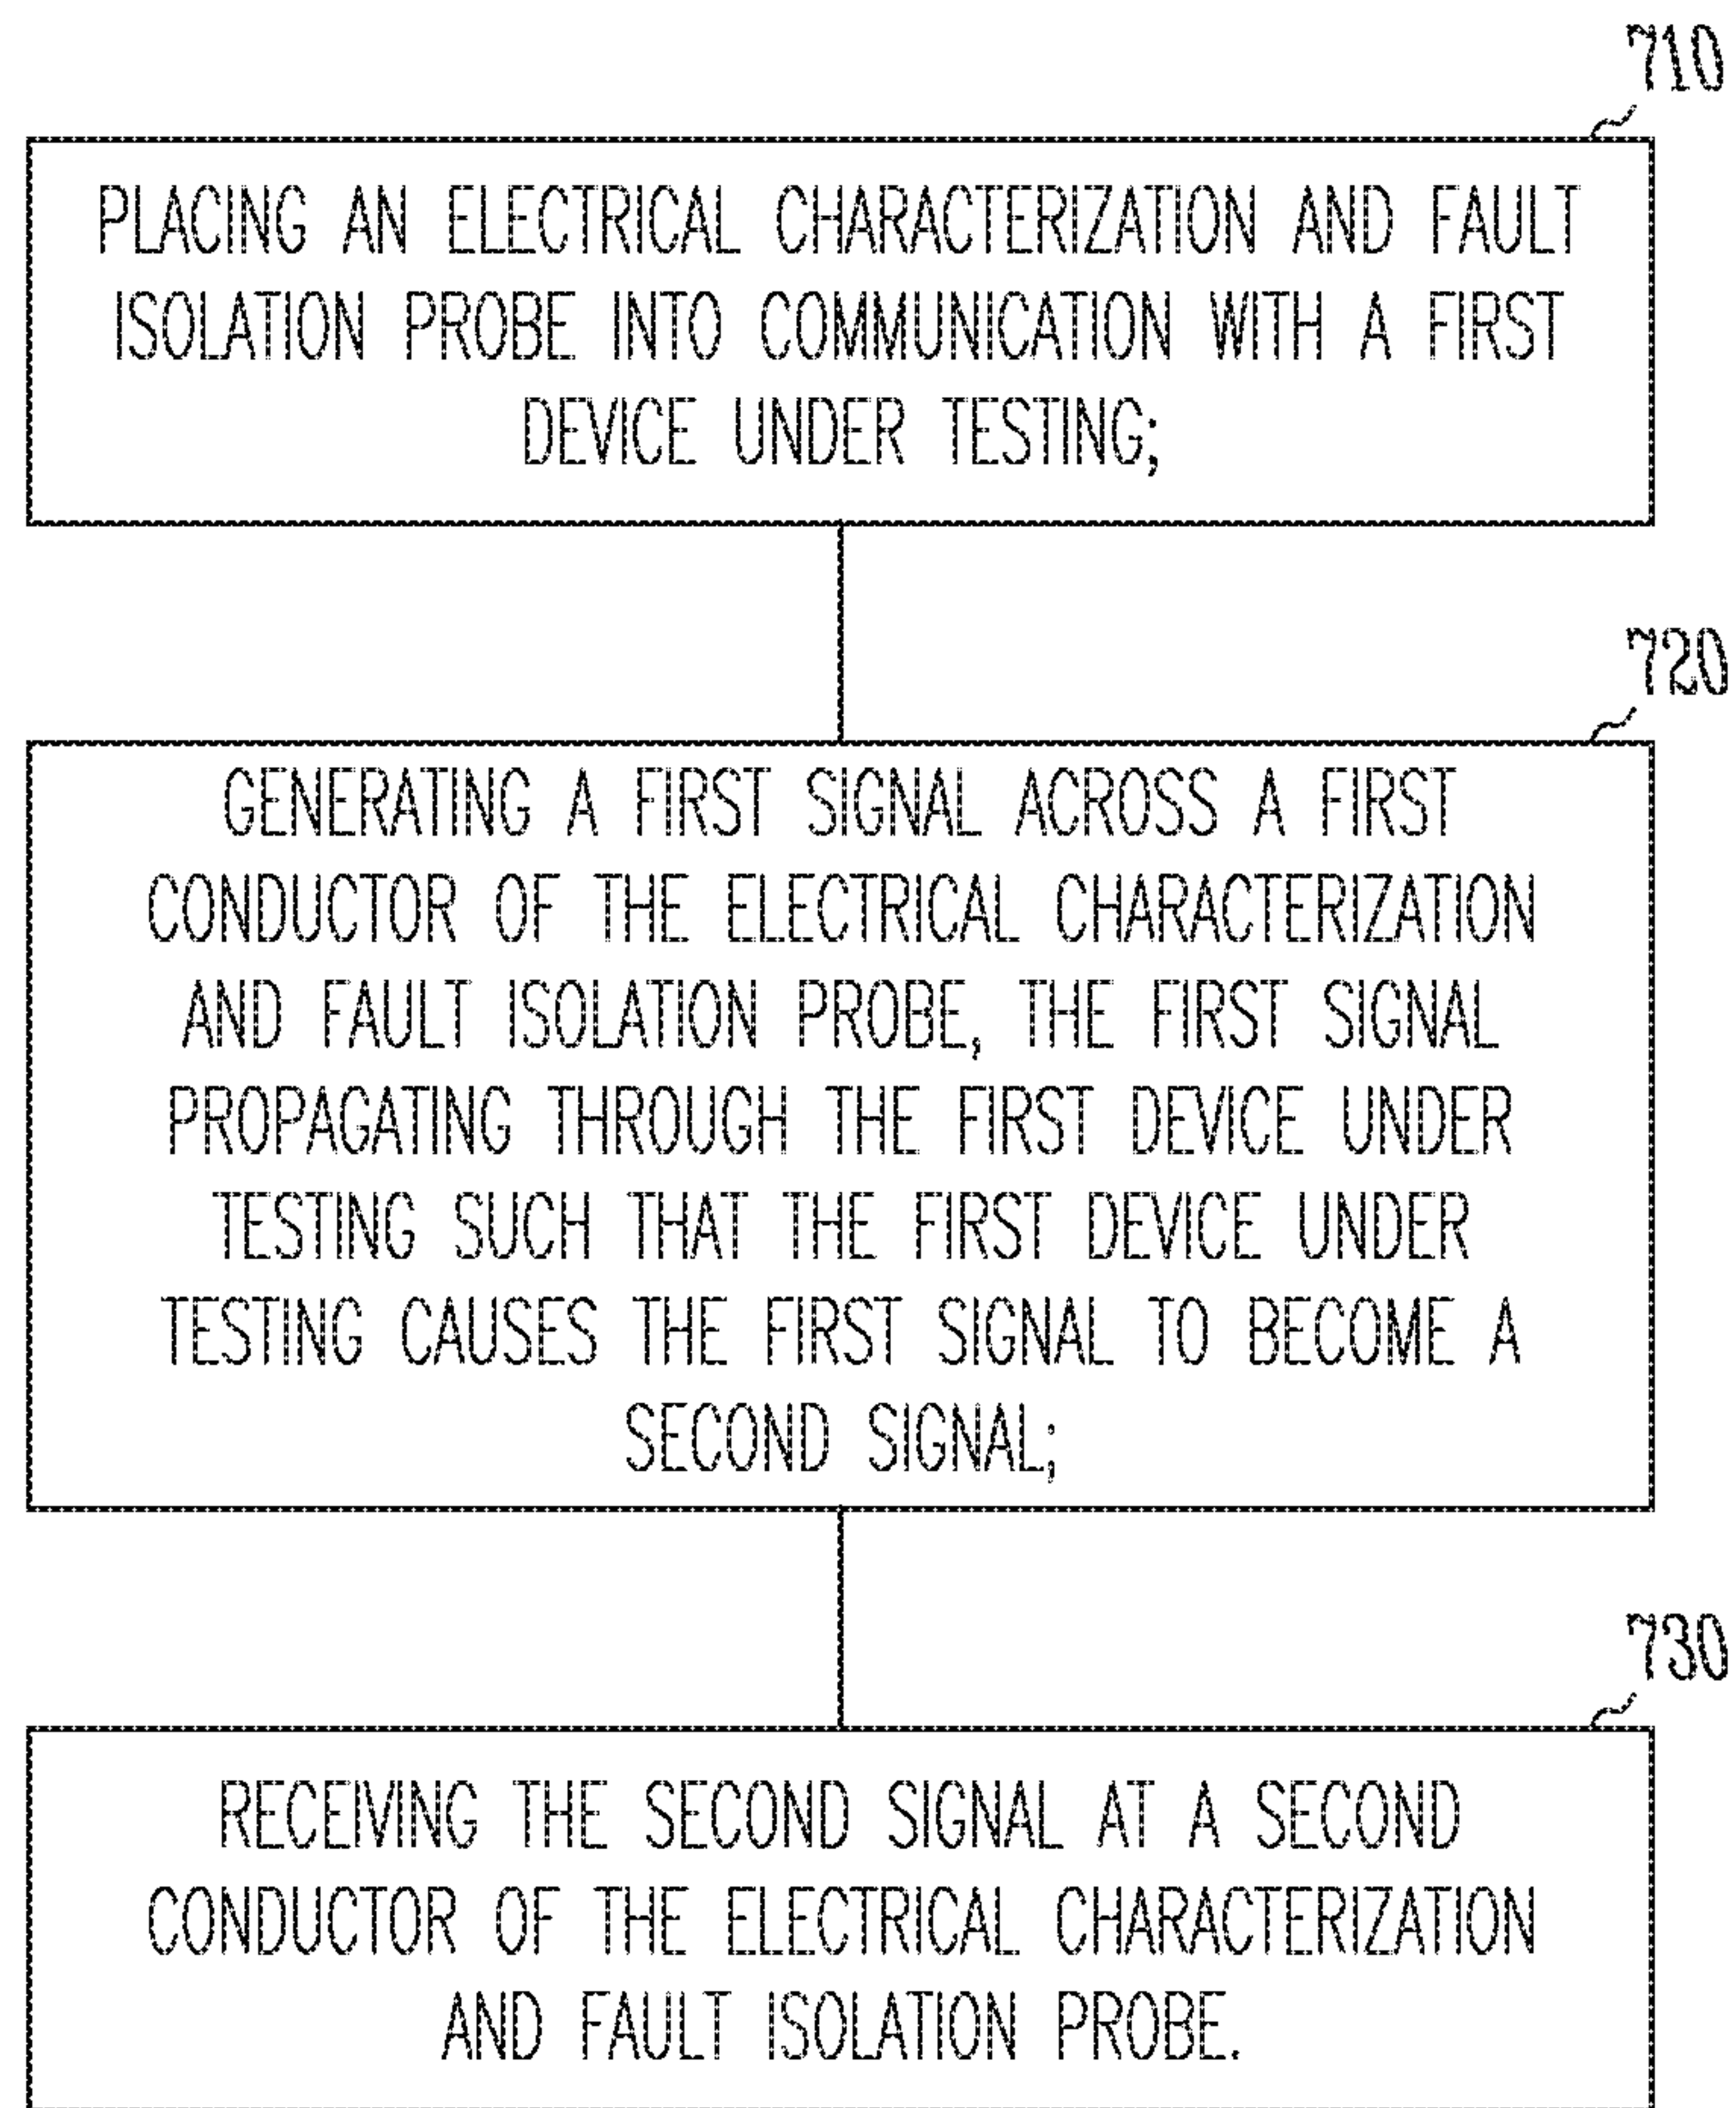 710
PLACING AN ELECTRICAL CHARACTERIZATION AND FAULT
ISOLATION PROBE INTO COMMUNICATION WITH A FIRST
DEVICE UNDER TESTING;
720
GENERATING A FIRST SIGNAL ACROSS A FIRST
CONDUCTOR OF THE ELECTRICAL CHARACTERIZATION
AND FAULT ISOLATION PROBE, THE FIRST SIGNAL
PROPAGATING THROUGH THE FIRST DEVICE UNDER
TESTING SUCH THAT THE FIRST DEVICE UNDER
TESTING CAUSES THE FIRST SIGNAL TO BECOME A
SECOND SIGNAL;
730
RECEIVING THE SECOND SIGNAL AT A SECOND
CONDUCTOR OF THE ELECTRICAL CHARACTERIZATION
AND FAULT ISOLATION PROBE.